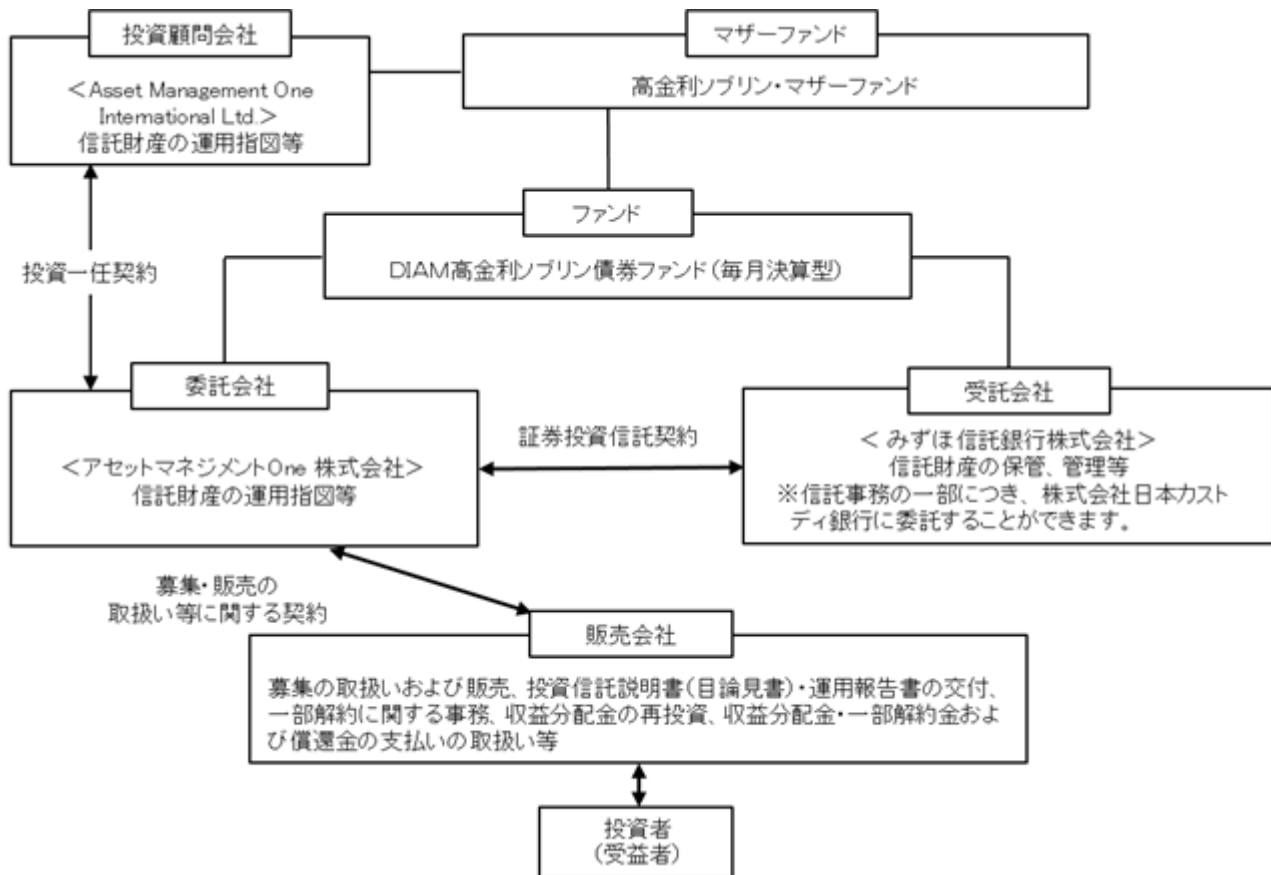 投資顧問会社
＜Asset Management One
International Ltd.＞
信託財産の運用指図等
マザーファンド
高金利ソブリン・マザーファンド
ファンド
DIAM高金利ソブリン債券ファンド（毎月決算型）
投資一任契約
委託会社
＜アセットマネジメントOne 株式会社＞
信託財産の運用指図等
証券投資信託契約
受託会社
＜ みずほ信託銀行株式会社＞
信託財産の保管、管理等
※信託事務の一部につき、株式会社日本カスト
ディ銀行に委託することができます。
募集・販売の
取扱い等に関する契約
販売会社
募集の取扱いおよび販売、投資信託説明書（目論見書）・運用報告書の交付、
一部解約に関する事務、収益分配金の再投資、収益分配金・一部解約金およ
び償還金の支払いの取扱い等
投資者
（受益者）